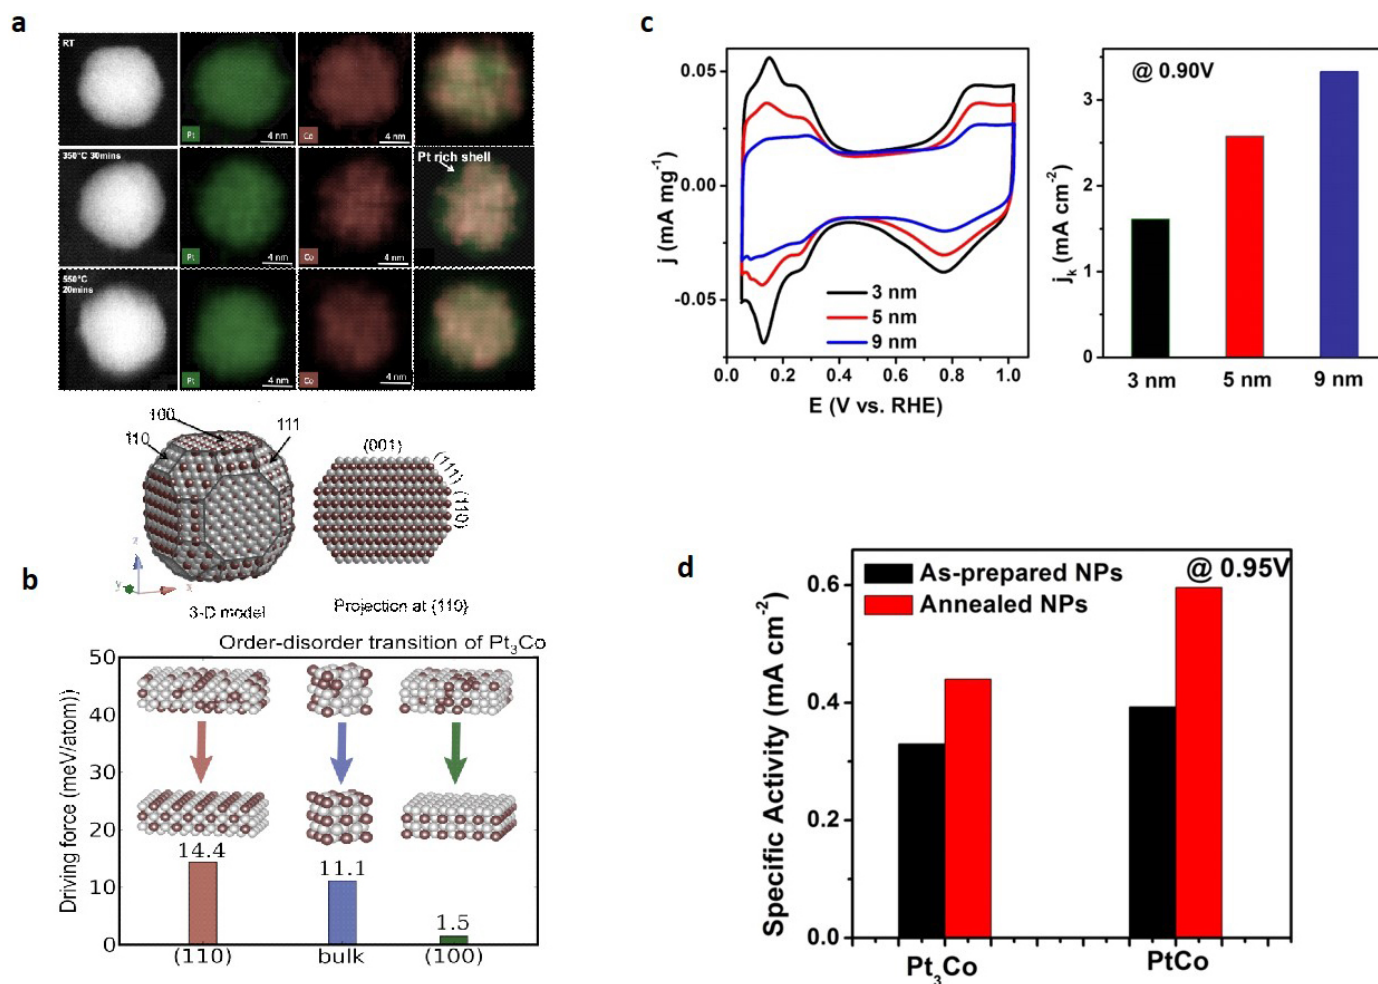 a
RT
Pt
4 nm
Co
4 nm
350°C 30mins
Pt rich shell
Pt
4 nm
Co
4 nm
550°C
20mins
Pt
4 nm
Co
4 nm
100
110
111
(001)
(111)
(110)
z
y
x
3-D model
Projection at {110}
b
Order-disorder transition of Pt₃Co
Driving force (meV/atom))
50
40
30
20
10
0
14.4
11.1
1.5
(110)
bulk
(100)
c
j (mA mg⁻¹)
0.05
0.00
-0.05
3 nm
5 nm
9 nm
0.0 0.2 0.4 0.6 0.8 1.0
E (V vs. RHE)
@ 0.90V
jₖ (mA cm⁻²)
3
2
1
0
3 nm 5 nm 9 nm
d
As-prepared NPs
Annealed NPs
@ 0.95V
Specific Activity (mA cm⁻²)
0.6
0.4
0.2
0.0
Pt₃Co
PtCo